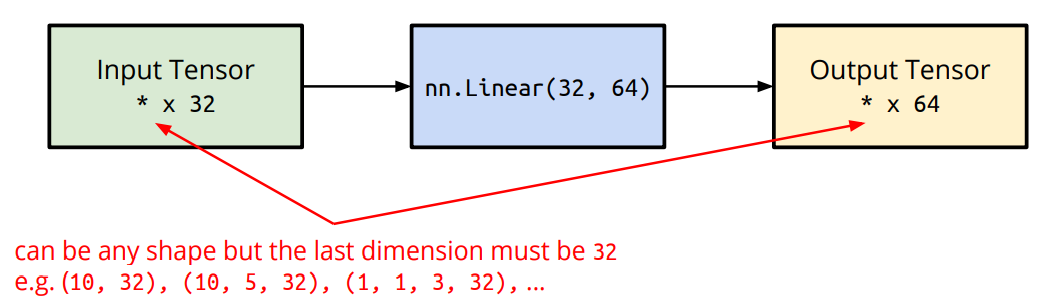 Input Tensor
* x 32
nn.Linear(32, 64)
Output Tensor
* x 64
can be any shape but the last dimension must be 32
e.g. (10, 32), (10, 5, 32), (1, 1, 3, 32), ...